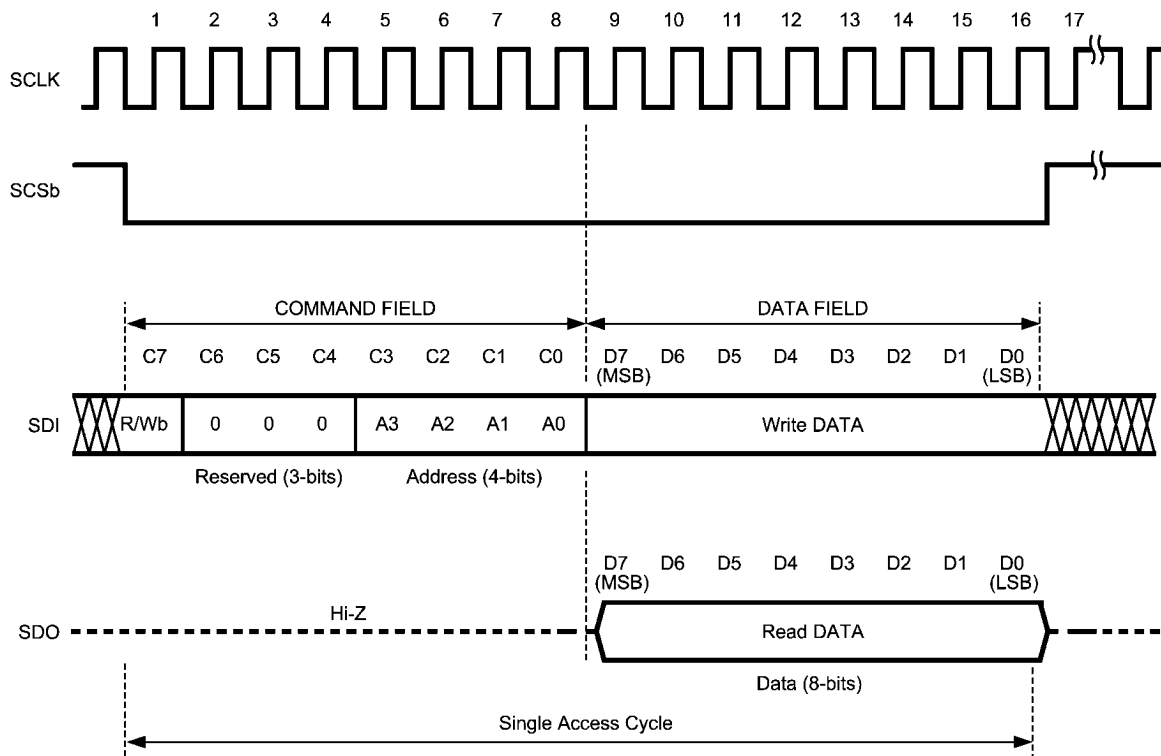 1 2 3 4 5 6 7 8 9 10 11 12 13 14 15 16 17
SCLK
SCSb
COMMAND FIELD DATA FIELD
C7 C6 C5 C4 C3 C2 C1 C0 D7 D6 D5 D4 D3 D2 D1 D0
(MSB) (LSB)
SDI R/Wb 0 0 0 A3 A2 A1 A0 Write DATA
Reserved (3-bits) Address (4-bits)
D7 D6 D5 D4 D3 D2 D1 D0
(MSB) (LSB)
Hi-Z
SDO Read DATA
Data (8-bits)
Single Access Cycle